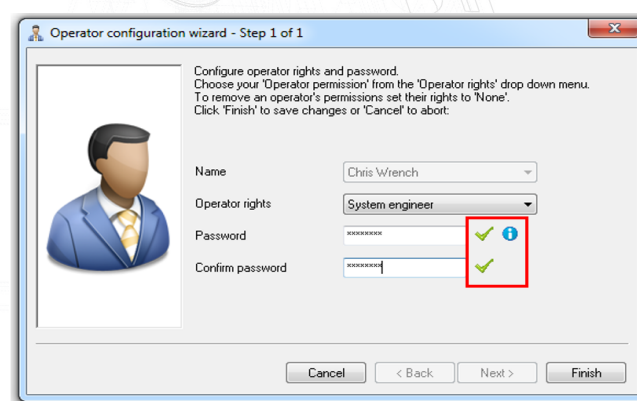 Operator configuration wizard - Step 1 of 1
Configure operator rights and password.
Choose your 'Operator permission' from the 'Operator rights' drop down menu.
To remove an operator's permissions set their rights to 'None'.
Click 'Finish' to save changes or 'Cancel' to abort:
Name Chris Wrench
Operator rights System engineer
Password ********
Confirm password ********
Cancel < Back Next > Finish